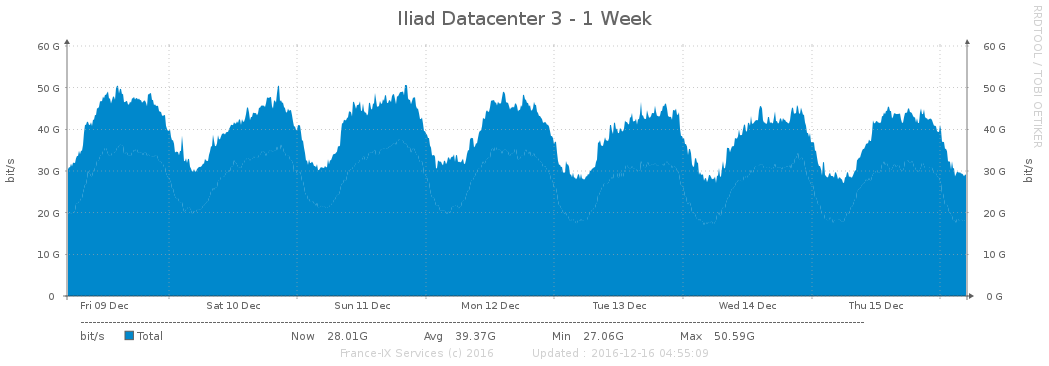 Iliad Datacenter 3 - 1 Week
RRDTOOL / TOBI OETIKER
bit/s
60 G
50 G
40 G
30 G
20 G
10 G
0
60 G
50 G
40 G
30 G
20 G
10 G
0 G
bit/s
Fri 09 Dec Sat 10 Dec Sun 11 Dec Mon 12 Dec Tue 13 Dec Wed 14 Dec Thu 15 Dec
bit/s Total Now 28.01G Avg 39.37G Min 27.06G Max 50.59G
France-IX Services (c) 2016 Updated : 2016-12-16 04:55:09